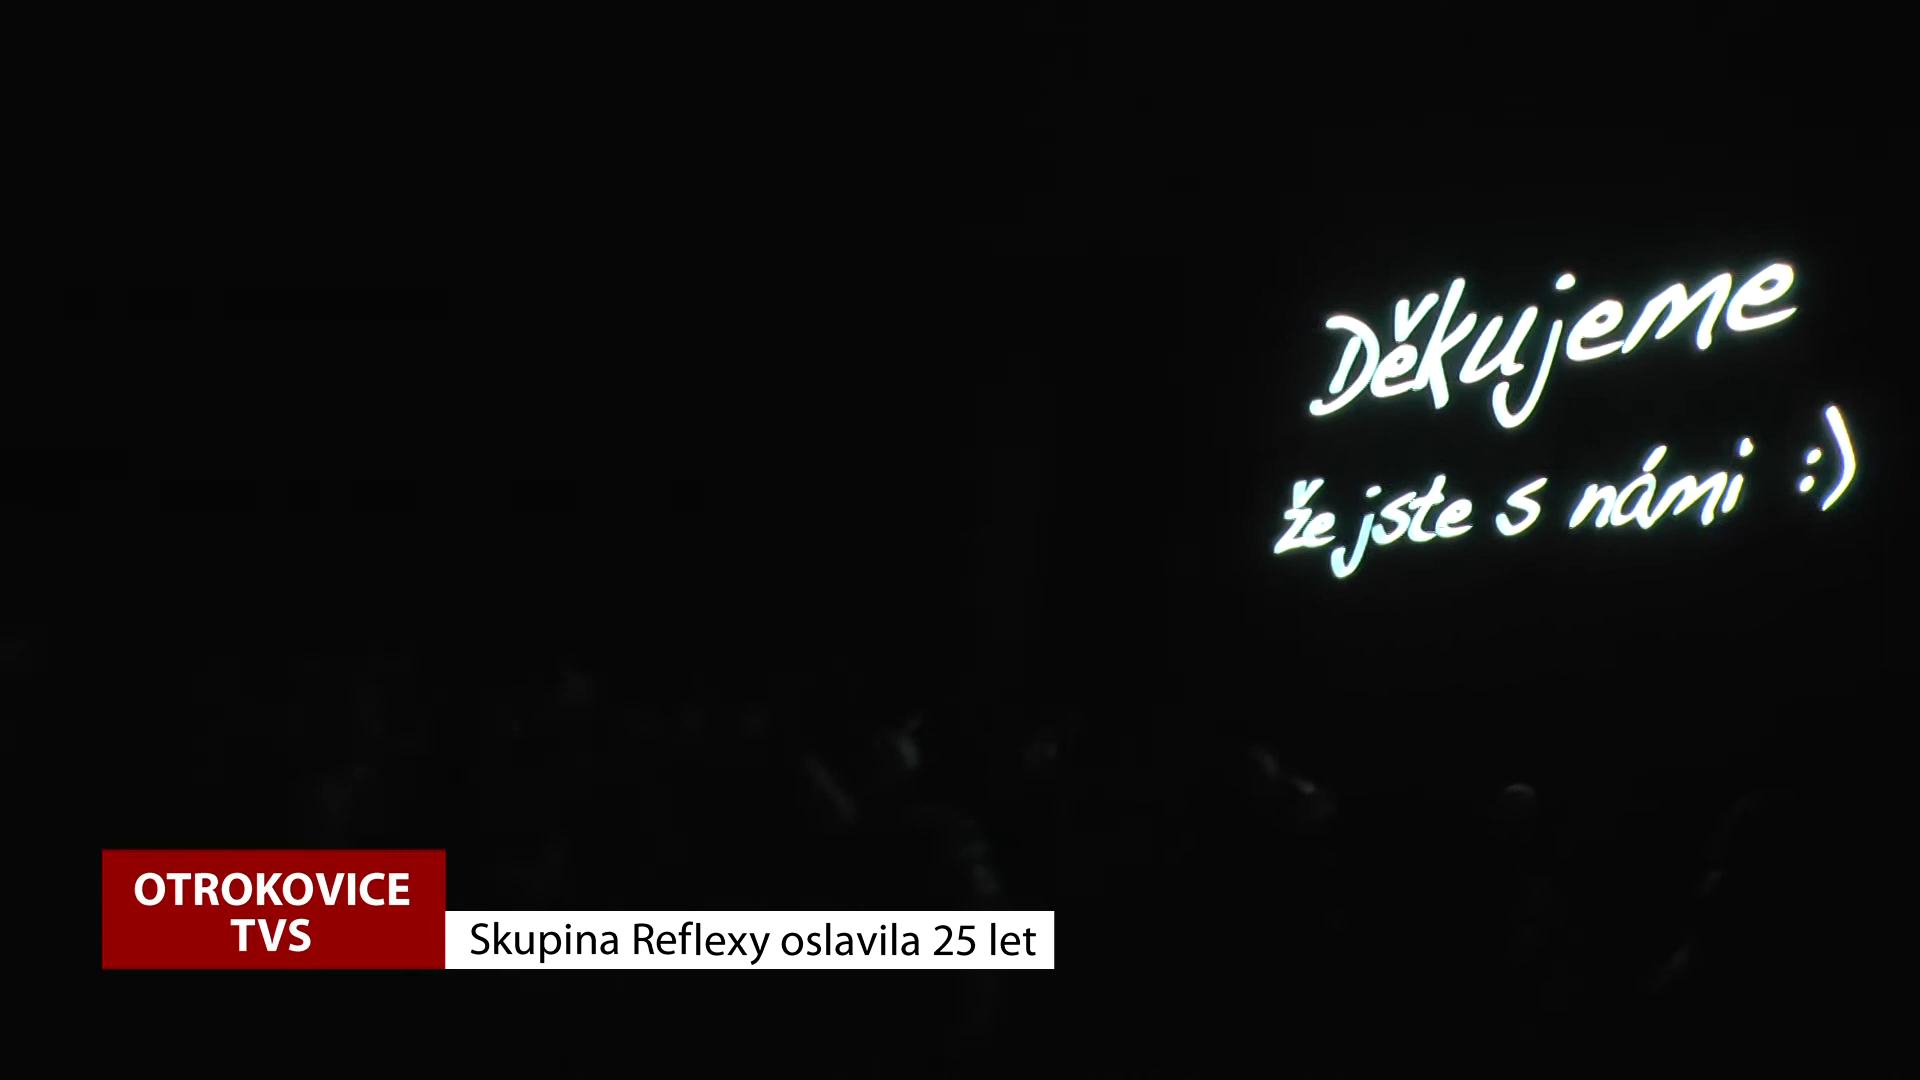 Děkujeme
že jste s námi :)
OTROKOVICE
TVS
Skupina Reflexy oslavila 25 let